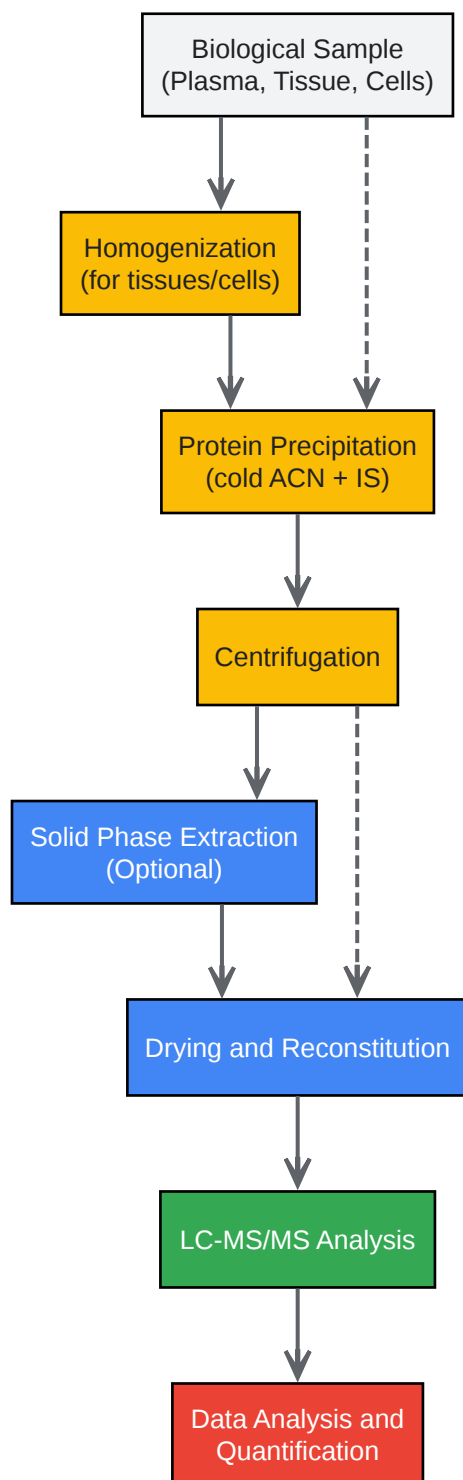 Biological Sample
(Plasma, Tissue, Cells)
Homogenization
(for tissues/cells)
Protein Precipitation
(cold ACN + IS)
Centrifugation
Solid Phase Extraction
(Optional)
Drying and Reconstitution
LC-MS/MS Analysis
Data Analysis and
Quantification